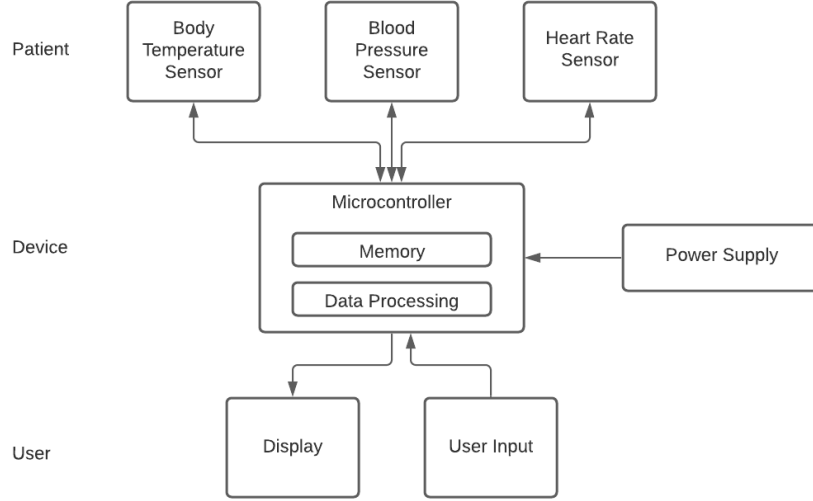 Patient
Body
Temperature
Sensor
Blood
Pressure
Sensor
Heart Rate
Sensor
Device
Microcontroller
Memory
Data Processing
Power Supply
User
Display
User Input